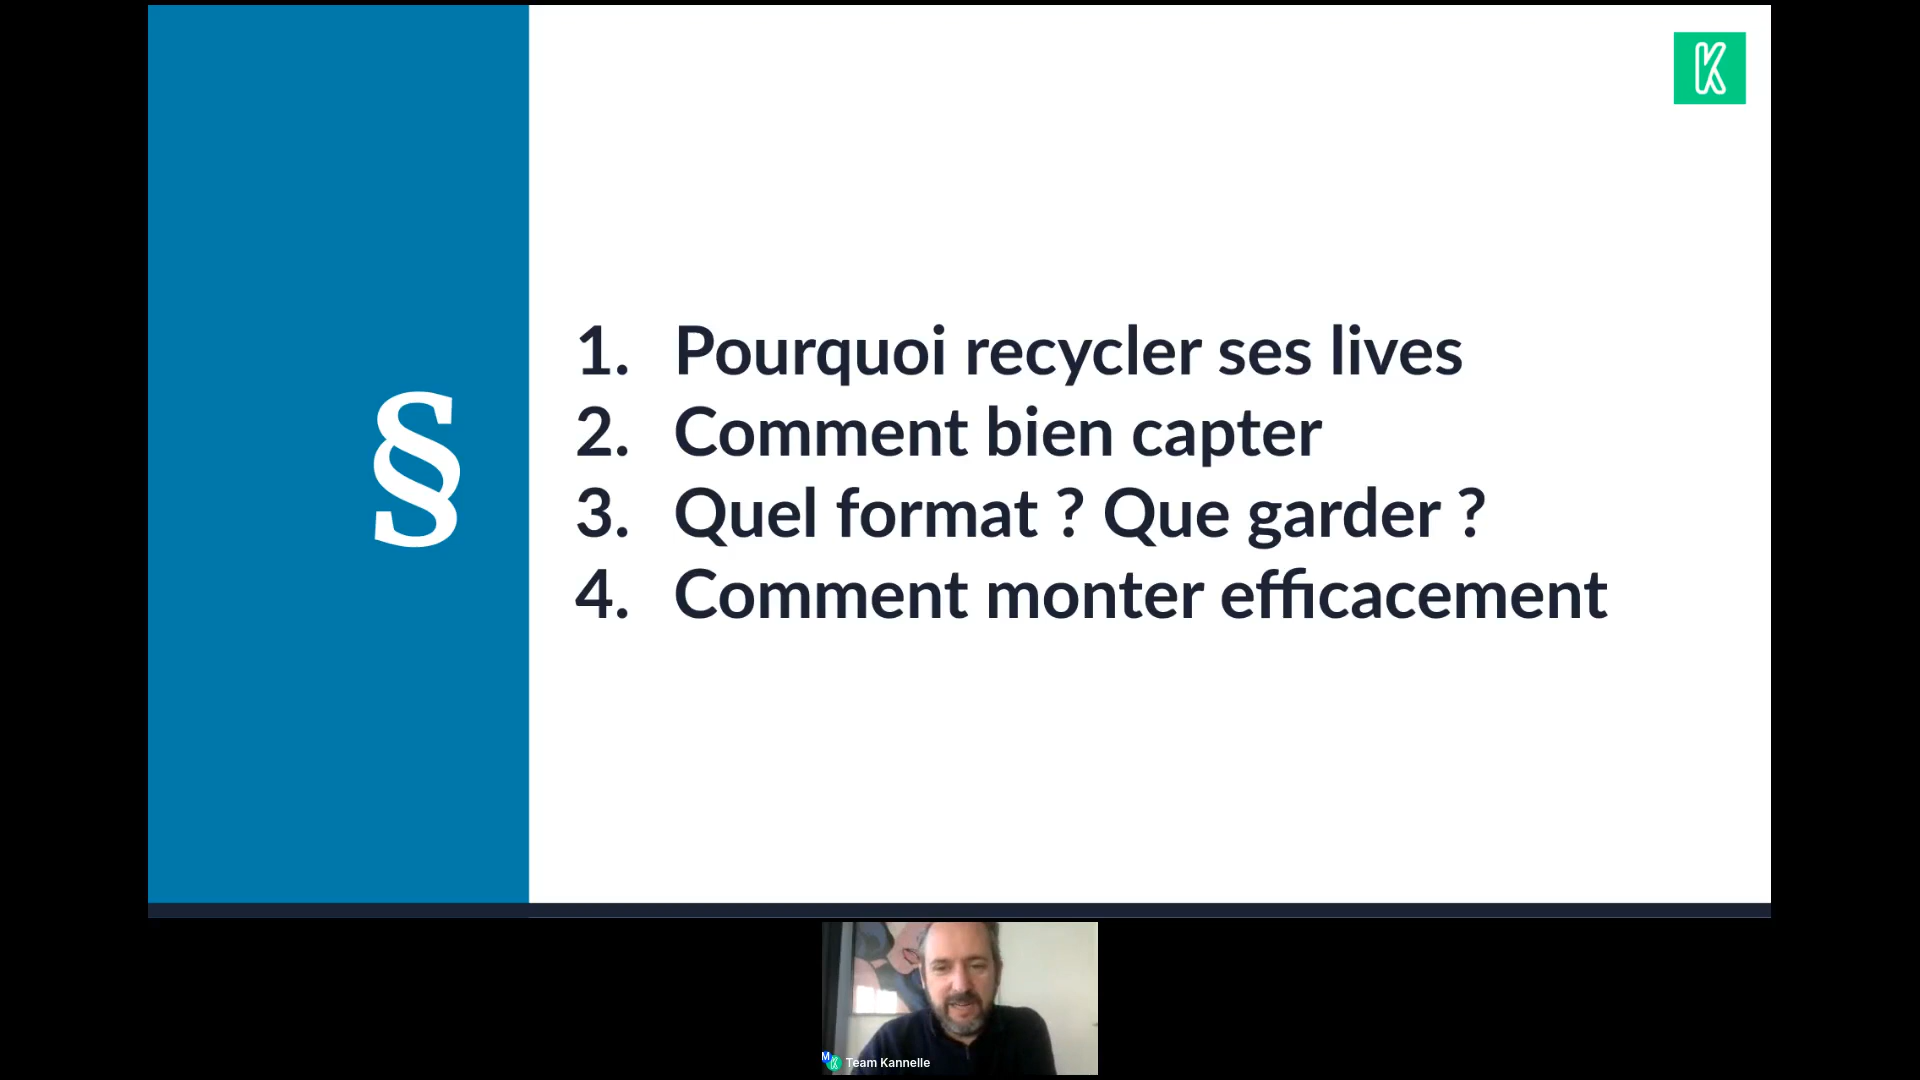 K
§
1. Pourquoi recycler ses lives
2. Comment bien capter
3. Quel format ? Que garder ?
4. Comment monter efficacement
M
Team Kannelle